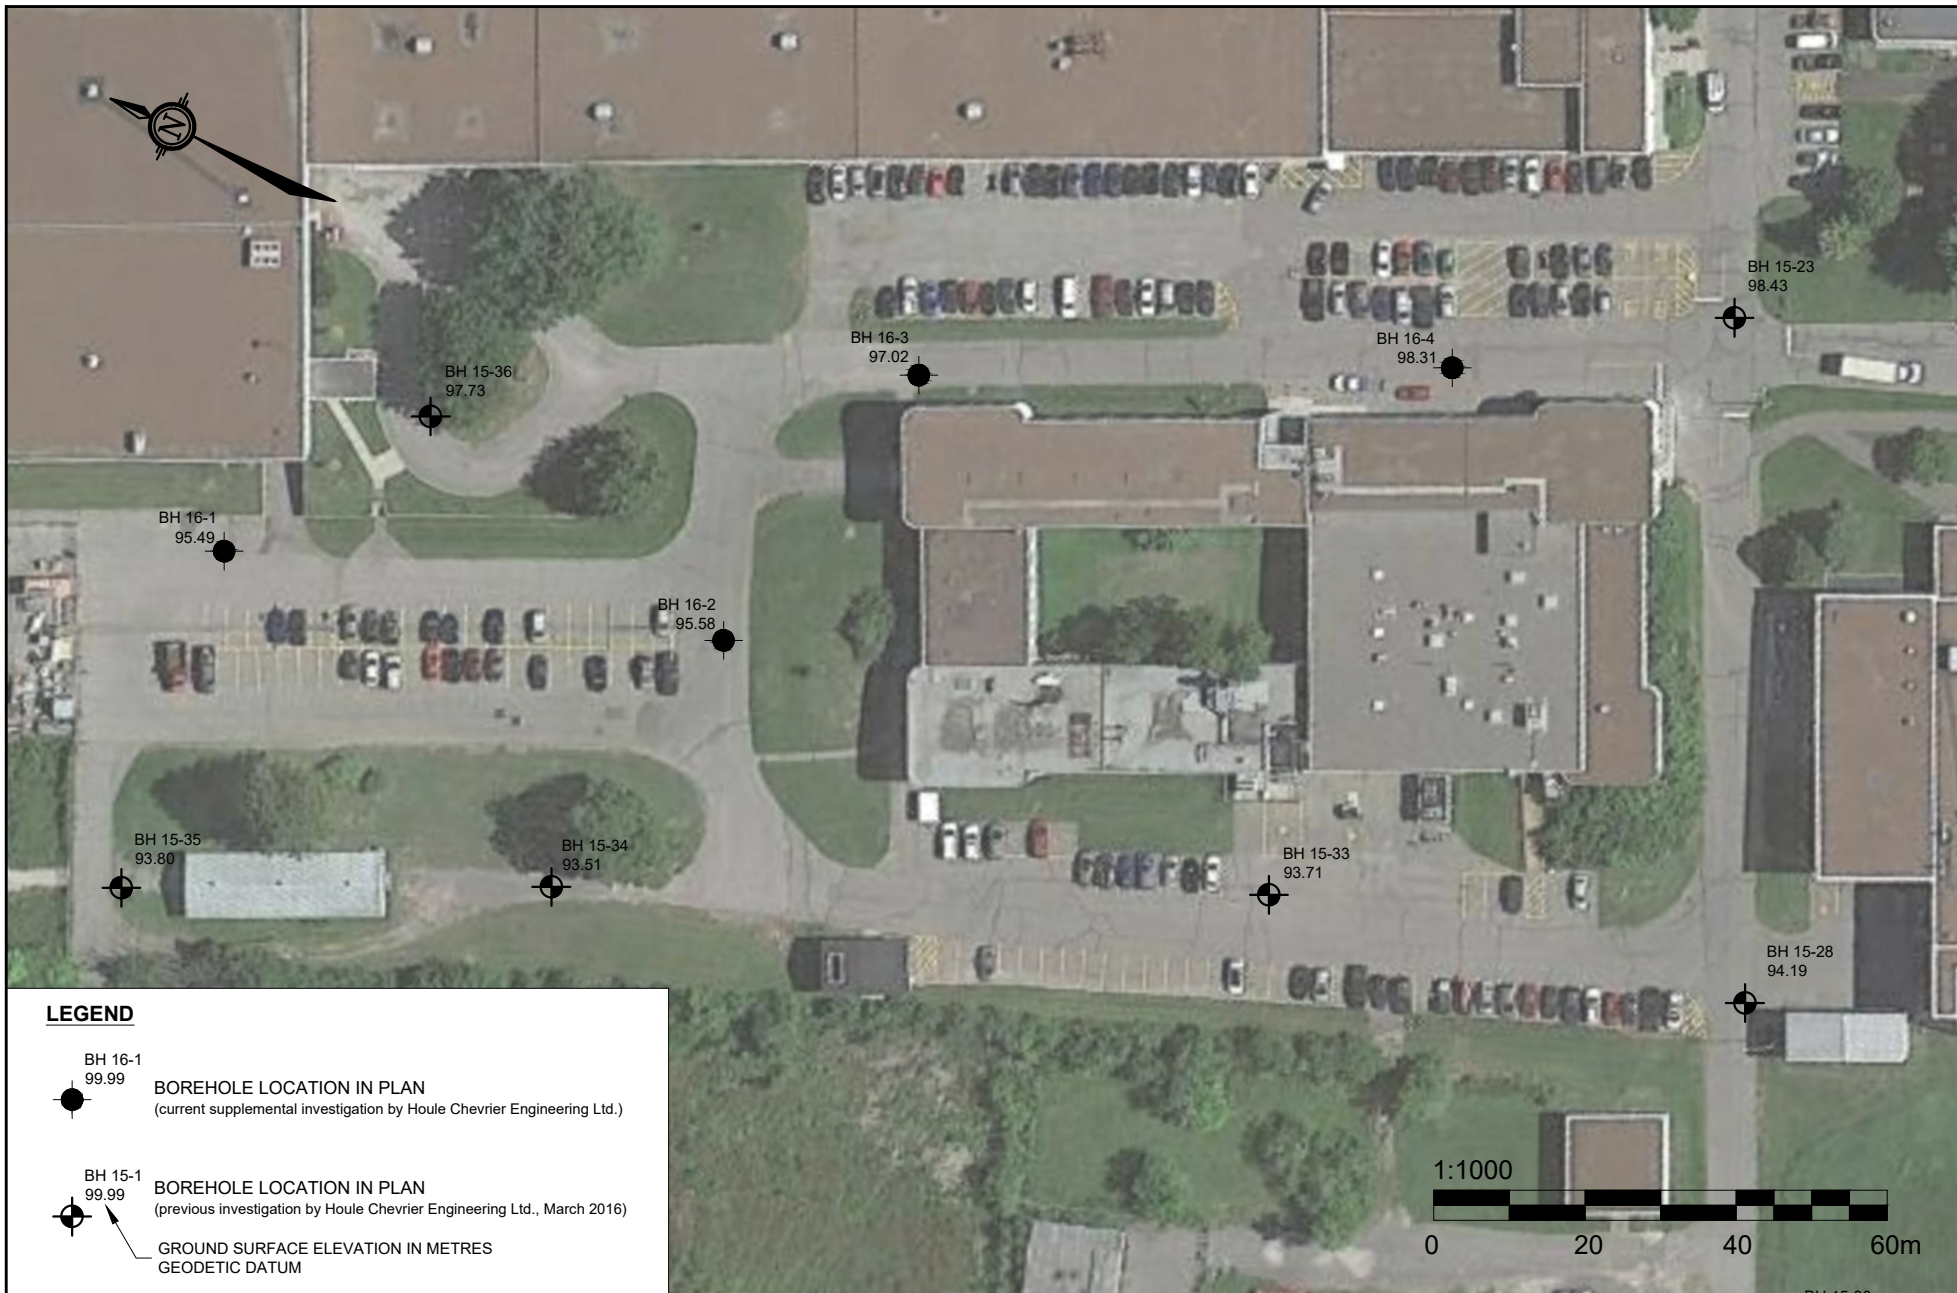 N
BH 15-23
98.43
BH 16-3
97.02
BH 16-4
98.31
BH 15-36
97.73
BH 16-1
95.49
BH 16-2
95.58
BH 15-35
93.80
BH 15-34
93.51
BH 15-33
93.71
BH 15-28
94.19
LEGEND
BH 16-1
99.99
BOREHOLE LOCATION IN PLAN
(current supplemental investigation by Houle Chevrier Engineering Ltd.)
BH 15-1
99.99
BOREHOLE LOCATION IN PLAN
(previous investigation by Houle Chevrier Engineering Ltd., March 2016)
GROUND SURFACE ELEVATION IN METRES
GEODETIC DATUM
1:1000
0 20 40 60m